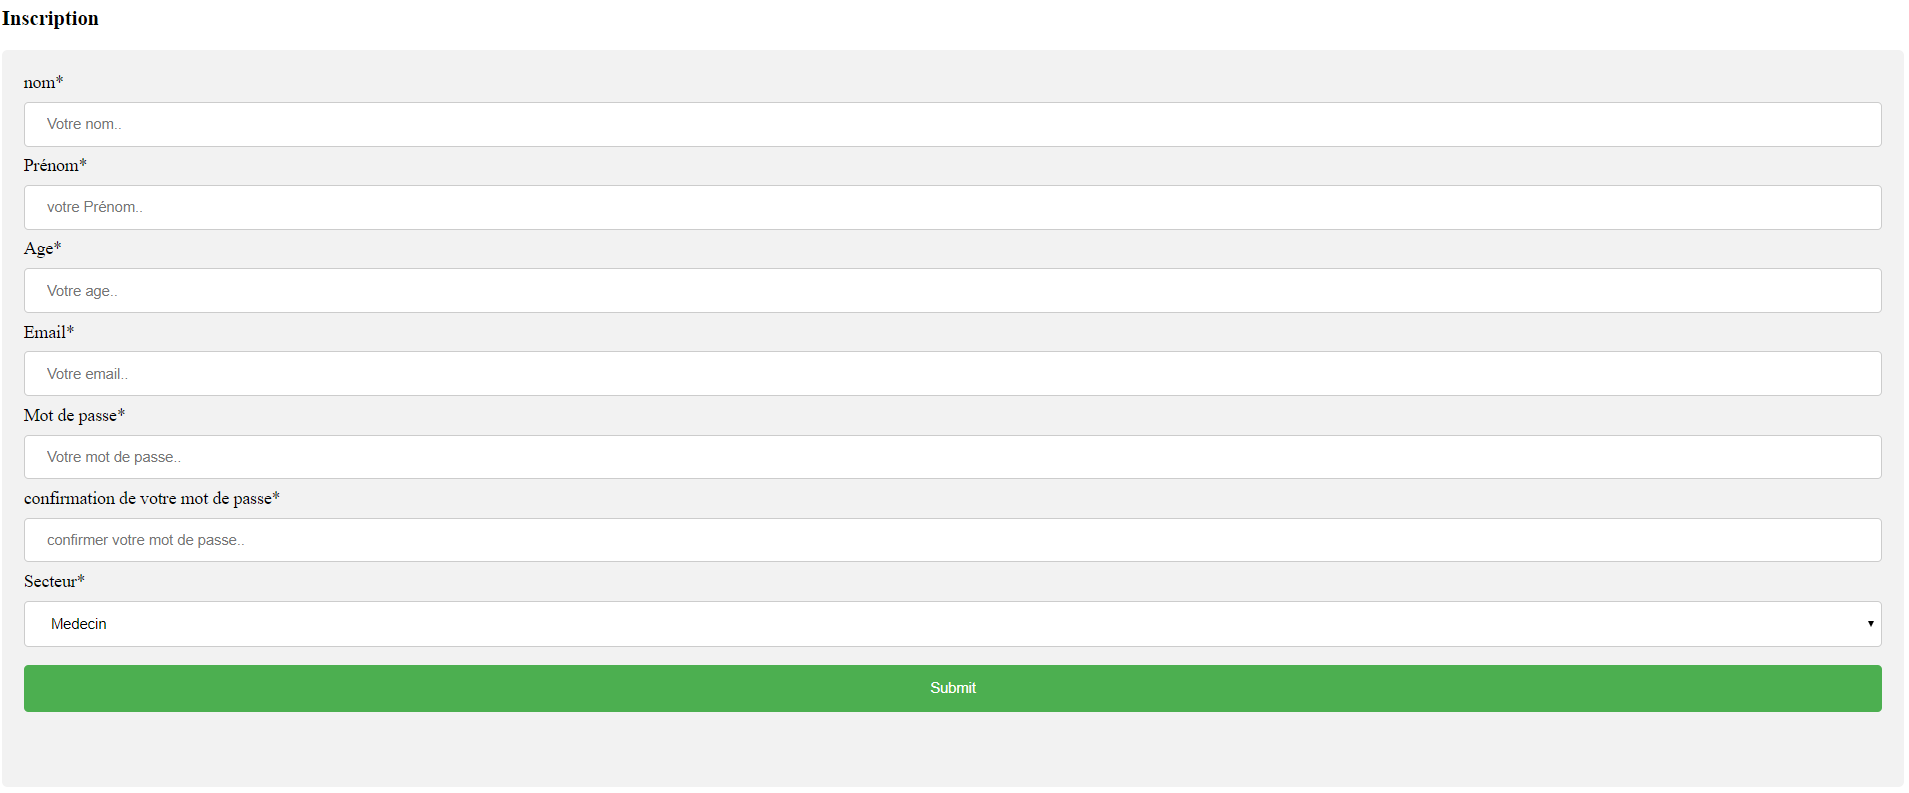 Inscription
nom*
Votre nom..
Prénom*
votre Prénom..
Age*
Votre age..
Email*
Votre email..
Mot de passe*
Votre mot de passe..
confirmation de votre mot de passe*
confirmer votre mot de passe..
Secteur*
Medecin
Submit